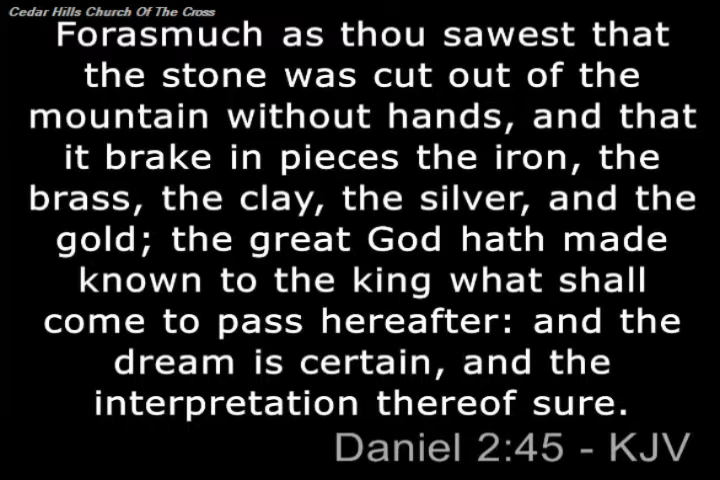 Cedar Hills Church Of The Cross
Forasmuch as thou sawest that
the stone was cut out of the
mountain without hands, and that
it brake in pieces the iron, the
brass, the clay, the silver, and the
gold; the great God hath made
known to the king what shall
come to pass hereafter: and the
dream is certain, and the
interpretation thereof sure.
Daniel 2:45 - KJV